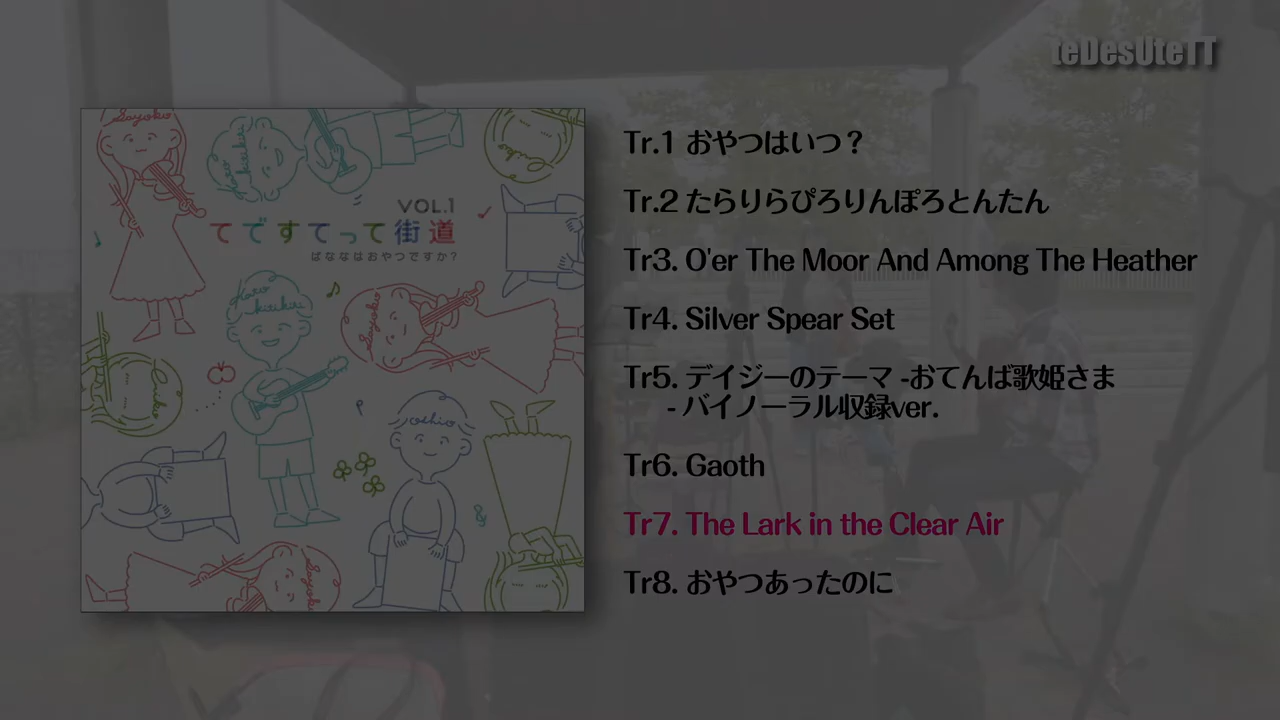 teDesUteTT
VOL.1
てですてって街道
ばななはおやつですか?
Sayoko
Yoshio
Sayoko
Tr.1 おやつはいつ？
Tr.2 たらりらぴろりんぽろとんたん
Tr3. O'er The Moor And Among The Heather
Tr4. Silver Spear Set
Tr5. デイジーのテーマ -おてんば歌姫さま
- バイノーラル収録ver.
Tr6. Gaoth
Tr7. The Lark in the Clear Air
Tr8. おやつあったのに